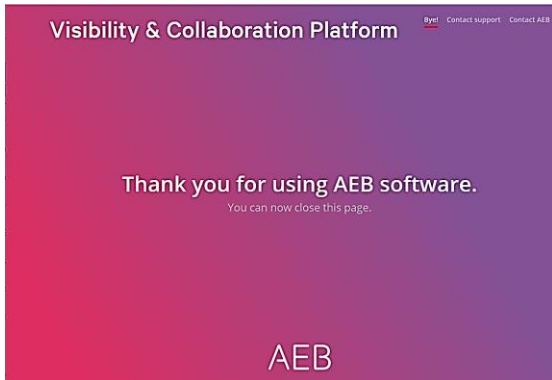 Visibility & Collaboration Platform
Bye! Contact support Contact AEB
Thank you for using AEB software.
You can now close this page.
AEB